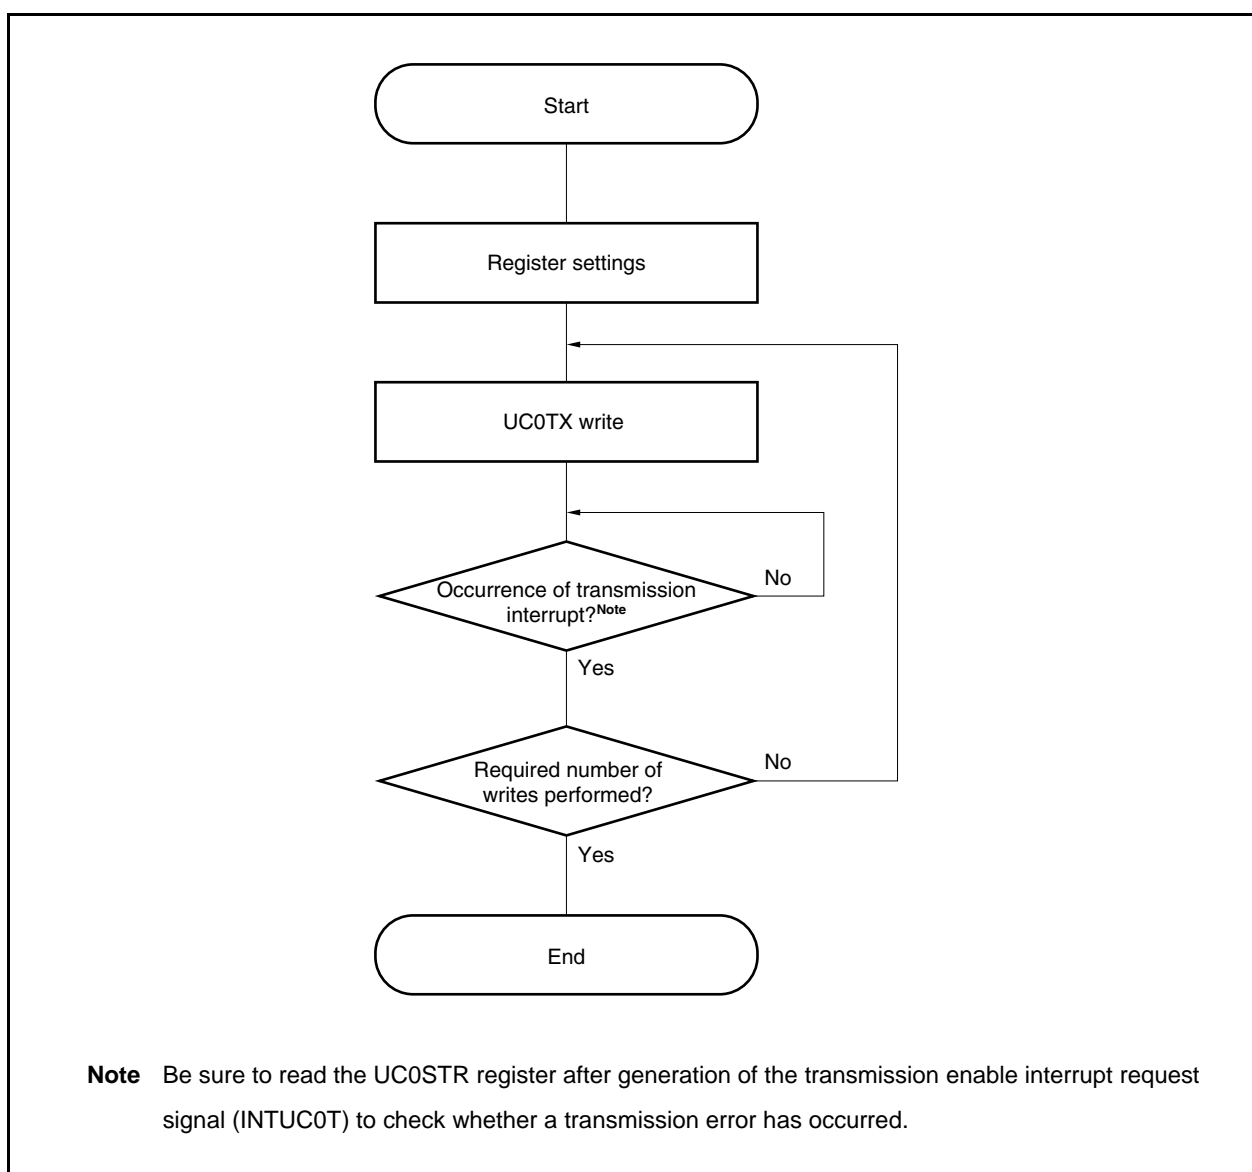 Start
Register settings
UC0TX write
Occurrence of transmission
interrupt?Note
No
Yes
Required number of
writes performed?
No
Yes
End
Note Be sure to read the UC0STR register after generation of the transmission enable interrupt request
signal (INTUC0T) to check whether a transmission error has occurred.